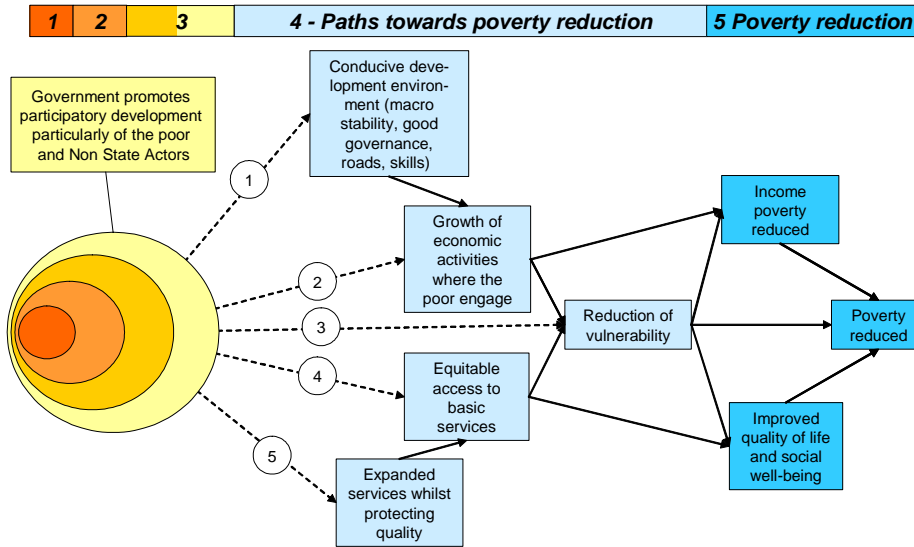 1 2 3 4 - Paths towards poverty reduction 5 Poverty reduction
Government promotes
participatory development
particularly of the poor
and Non State Actors
Conducive deve-
lopment environ-
ment (macro
stability, good
governance,
roads, skills)
1
Growth of
economic
activities
where the
poor engage
2
3
Reduction of
vulnerability
4
Equitable
access to
basic
services
5
Expanded
services whilst
protecting
quality
Income
poverty
reduced
Poverty
reduced
Improved
quality of life
and social
well-being